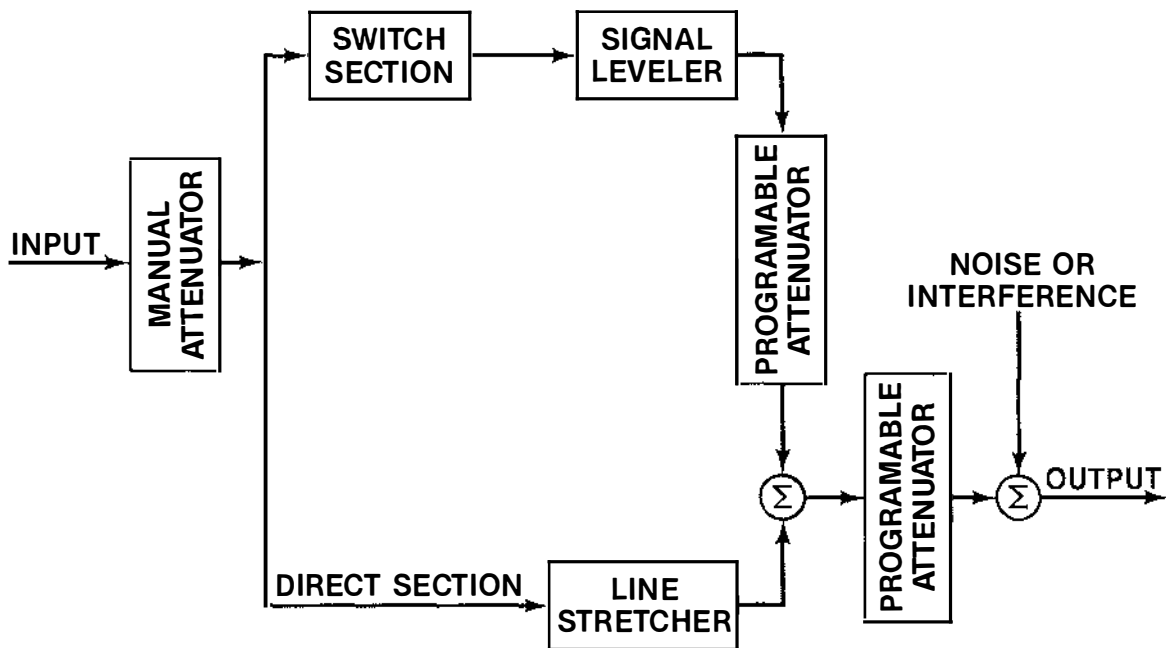 SWITCH
SECTION
SIGNAL
LEVELER
INPUT
MANUAL
ATTENUATOR
PROGRAMABLE
ATTENUATOR
NOISE OR
INTERFERENCE
PROGRAMABLE
ATTENUATOR
Σ
Σ
OUTPUT
DIRECT SECTION
LINE
STRETCHER